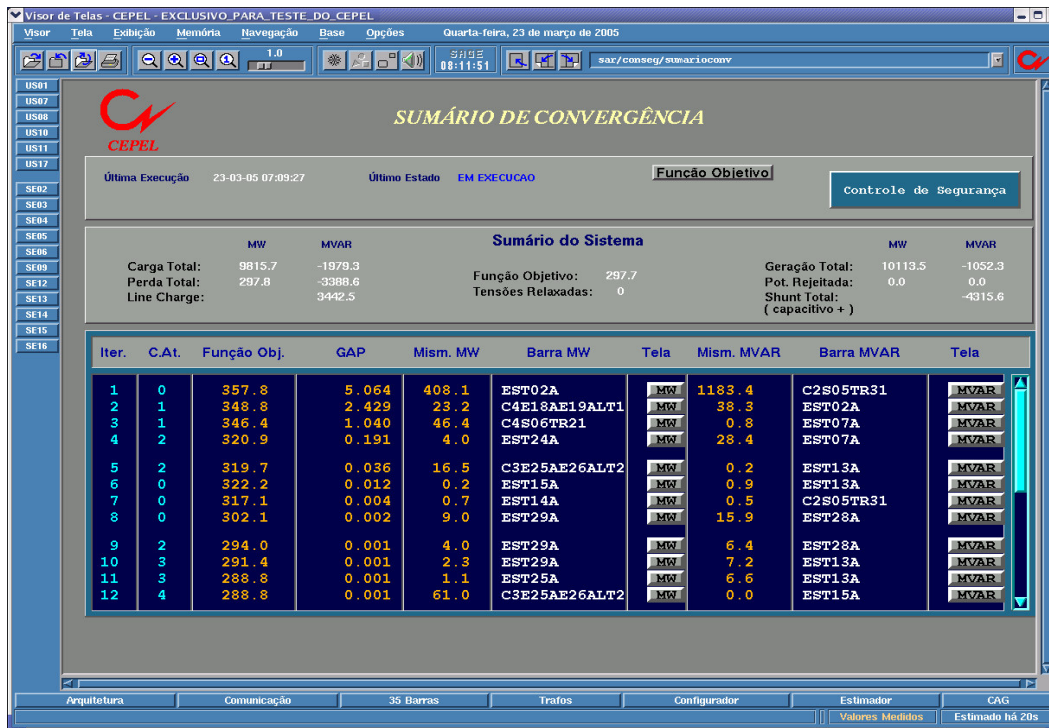 Visor de Telas - CEPEL - EXCLUSIVO_PARA_TESTE_DO_CEPEL
Visor Tela Exibição Memória Navegação Base Opções Quarta-feira, 23 de março de 2005
1.0 SAGE 08:11:51 sar/conseg/sumarioconv
US01
US07
US08
US10
US11
US17
SE02
SE03
SE04
SE05
SE06
SE09
SE12
SE13
SE14
SE15
SE16
CEPEL
SUMÁRIO DE CONVERGÊNCIA
Última Execução 23-03-05 07:09:27 Último Estado EM EXECUCAO Função Objetivo
Controle de Segurança
Sumário do Sistema
MW MVAR MW MVAR
Carga Total: 9815.7 -1979.3 Função Objetivo: 297.7 Geração Total: 10113.5 -1052.3
Perda Total: 297.8 -3388.6 Tensões Relaxadas: 0 Pot. Rejeitada: 0.0 0.0
Line Charge: 3442.5 Shunt Total: -4315.6
( capacitivo + )
Iter. C.At. Função Obj. GAP Mism. MW Barra MW Tela Mism. MVAR Barra MVAR Tela
1 0 357.8 5.064 408.1 EST02A MW 1183.4 C2S05TR31 MVAR
2 1 348.8 2.429 23.2 C4E18AE19ALT1 MW 38.3 EST02A MVAR
3 1 346.4 1.040 46.4 C4S06TR21 MW 0.8 EST07A MVAR
4 2 320.9 0.191 4.0 EST24A MW 28.4 EST07A MVAR
5 2 319.7 0.036 16.5 C3E25AE26ALT2 MW 0.2 EST13A MVAR
6 0 322.2 0.012 0.2 EST15A MW 0.9 EST13A MVAR
7 0 317.1 0.004 0.7 EST14A MW 0.5 C2S05TR31 MVAR
8 0 302.1 0.002 9.0 EST29A MW 15.9 EST28A MVAR
9 2 294.0 0.001 4.0 EST29A MW 6.4 EST28A MVAR
10 3 291.4 0.001 2.3 EST29A MW 7.2 EST13A MVAR
11 3 288.8 0.001 1.1 EST25A MW 6.6 EST13A MVAR
12 4 288.8 0.001 61.0 C3E25AE26ALT2 MW 0.0 EST15A MVAR
Arquitetura Comunicação 35 Barras Trafos Configurador Estimador CAG
Valores Medidos Estimado há 20s